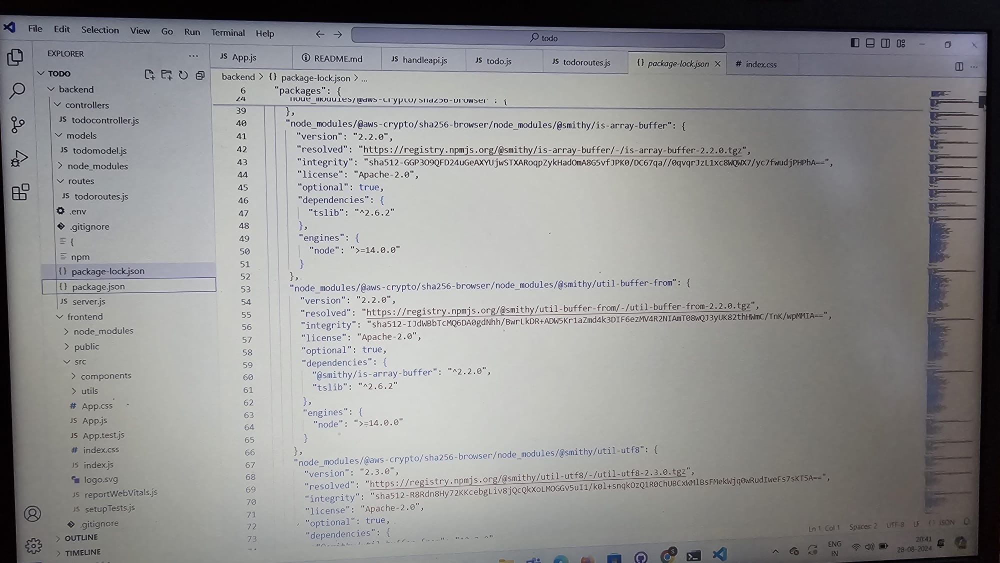 File Edit Selection View Go Run Terminal Help
todo
EXPLORER
TODO
backend
controllers
JS todocontroller.js
models
JS todomodel.js
node_modules
routes
JS todoroutes.js
.env
.gitignore
{
npm
{} package-lock.json
{} package.json
JS server.js
frontend
node_modules
public
src
components
utils
# App.css
JS App.js
JS App.test.js
# index.css
JS index.js
logo.svg
JS reportWebVitals.js
JS setupTests.js
.gitignore
OUTLINE
TIMELINE
JS App.js README.md JS handleapi.js JS todo.js JS todoroutes.js {} package-lock.json # index.css
backend > {} package-lock.json > ...
6 "packages": {
24 "node_modules/@aws-crypto/sha256-browser": {
39 },
40 "node_modules/@aws-crypto/sha256-browser/node_modules/@smithy/is-array-buffer": {
41 "version": "2.2.0",
42 "resolved": "https://registry.npmjs.org/@smithy/is-array-buffer/-/is-array-buffer-2.2.0.tgz",
43 "integrity": "sha512-GGP3O9QFD24uGeAXYUjwSTXARoqpZykHadOmA8G5vfJPK0/DC67qa//0qvqrJzL1xc8WQWX7/yc7fwudjPHPhA==",
44 "license": "Apache-2.0",
45 "optional": true,
46 "dependencies": {
47 "tslib": "^2.6.2"
48 },
49 "engines": {
50 "node": ">=14.0.0"
51 }
52 },
53 "node_modules/@aws-crypto/sha256-browser/node_modules/@smithy/util-buffer-from": {
54 "version": "2.2.0",
55 "resolved": "https://registry.npmjs.org/@smithy/util-buffer-from/-/util-buffer-from-2.2.0.tgz",
56 "integrity": "sha512-IJdWBbTcMQ6DA0gdNhh/BwrLkDR+ADW5Kr1aZmd4k3DIF6ezMV4R2NIAmT08wQJ3yUK82thHWmC/TnK/wpMMIA==",
57 "license": "Apache-2.0",
58 "optional": true,
59 "dependencies": {
60 "@smithy/is-array-buffer": "^2.2.0",
61 "tslib": "^2.6.2"
62 },
63 "engines": {
64 "node": ">=14.0.0"
65 }
66 },
67 "node_modules/@aws-crypto/sha256-browser/node_modules/@smithy/util-utf8": {
68 "version": "2.3.0",
69 "resolved": "https://registry.npmjs.org/@smithy/util-utf8/-/util-utf8-2.3.0.tgz",
70 "integrity": "sha512-R8Rdn8Hy72KKcebgLiv8jQcQkXoLMOGGv5uI1/k0l+snqkOzQ1R0ChUBCxWMlBsFMekWjq0wRudIweFs7sKT5A==",
71 "license": "Apache-2.0",
72 "optional": true,
73 "dependencies": {
Ln 1 Col 1 Spaces: 2 UTF-8 LF {} JSON
ENG
IN
20:41
28-08-2024